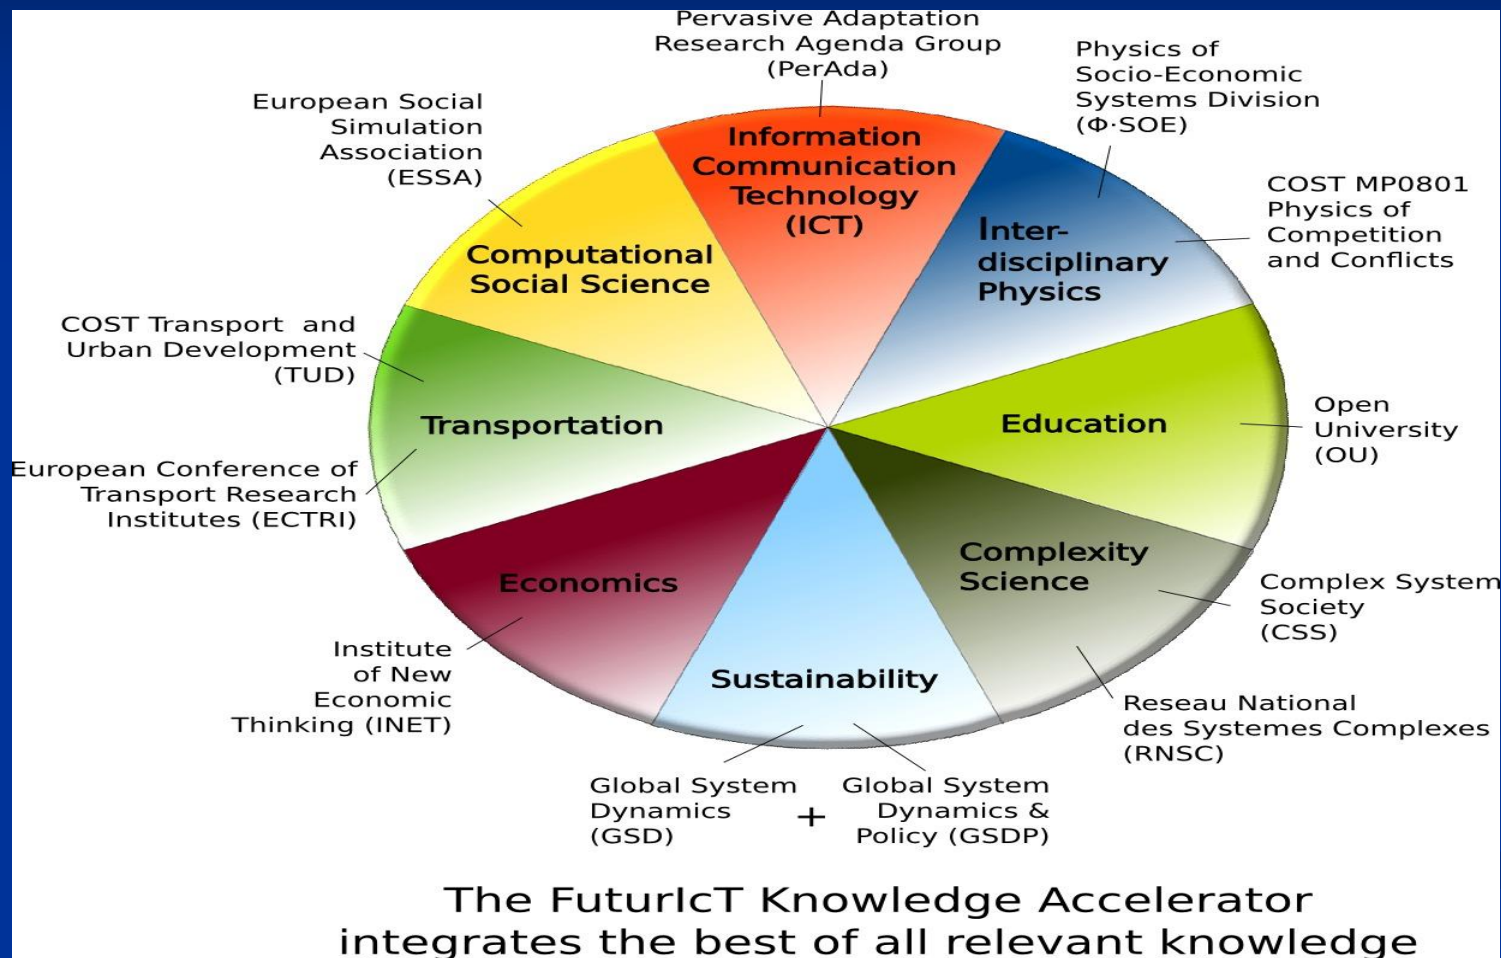 Pervasive Adaptation
Research Agenda Group
(PerAda)
Physics of
Socio-Economic
Systems Division
(Φ·SOE)
European Social
Simulation
Association
(ESSA)
Information
Communication
Technology
(ICT)
COST MP0801
Physics of
Competition
and Conflicts
Inter-
disciplinary
Physics
Computational
Social Science
COST Transport and
Urban Development
(TUD)
Transportation
Education
Open
University
(OU)
European Conference of
Transport Research
Institutes (ECTRI)
Economics
Complexity
Science
Complex System
Society
(CSS)
Institute
of New
Economic
Thinking (INET)
Sustainability
Reseau National
des Systemes Complexes
(RNSC)
Global System
Dynamics
(GSD)
+
Global System
Dynamics &
Policy (GSDP)
The FuturIcT Knowledge Accelerator
integrates the best of all relevant knowledge